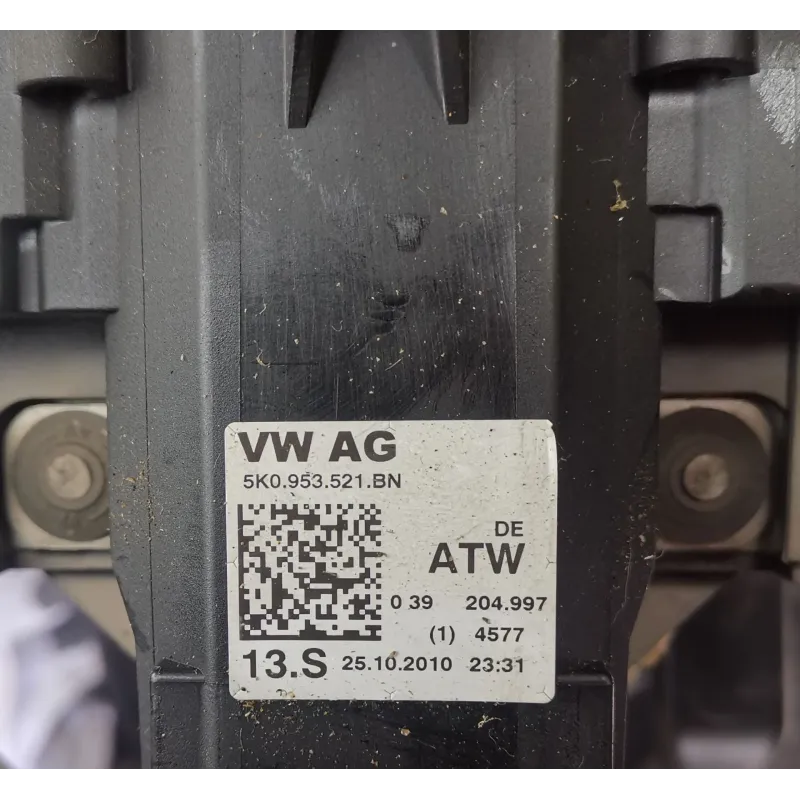 VW AG
5K0.953.521.BN
DE
ATW
0 39 204.997
(1) 4577
13.S 25.10.2010 23:31